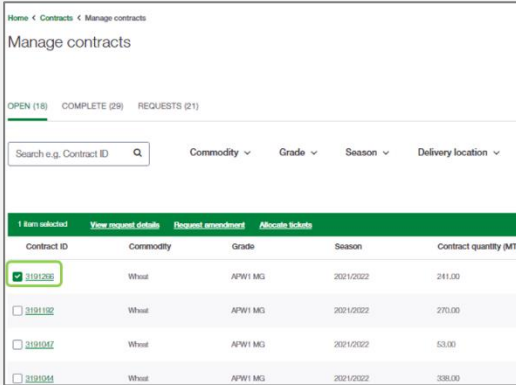 Home < Contracts < Manage contracts
Manage contracts
OPEN (18) COMPLETE (29) REQUESTS (21)
Search e.g. Contract ID Commodity Grade Season Delivery location
1 item selected View request details Request amendment Allocate tickets
Contract ID Commodity Grade Season Contract quantity (MT
3191266 Wheat APW1 MG 2021/2022 241.00
3191192 Wheat APW1 MG 2021/2022 270.00
3191047 Wheat APW1 MG 2021/2022 53.00
3191044 Wheat APW1 MG 2021/2022 338.00